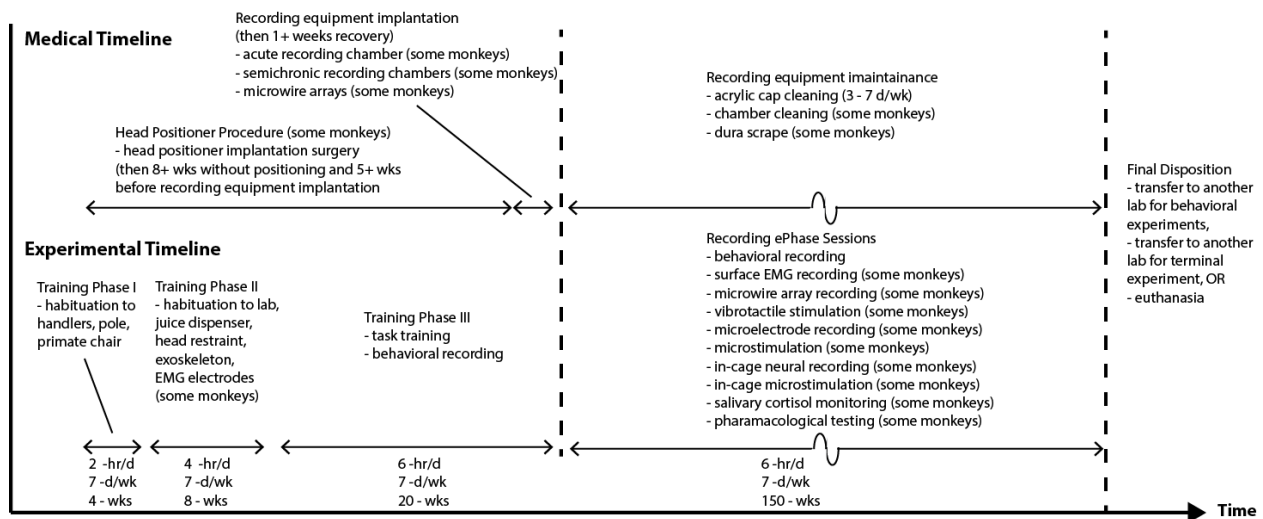 Medical Timeline
Recording equipment implantation
(then 1+ weeks recovery)
- acute recording chamber (some monkeys)
- semichronic recording chambers (some monkeys)
- microwire arrays (some monkeys)
Head Positioner Procedure (some monkeys)
- head positioner implantation surgery
(then 8+ wks without positioning and 5+ wks
before recording equipment implantation
Recording equipment imaintainance
- acrylic cap cleaning (3 - 7 d/wk)
- chamber cleaning (some monkeys)
- dura scrape (some monkeys)
Final Disposition
- transfer to another
lab for behavioral
experiments,
- transfer to another
lab for terminal
experiment, OR
- euthanasia
Experimental Timeline
Training Phase I
- habituation to
handlers, pole,
primate chair
Training Phase II
- habituation to lab,
juice dispenser,
head restraint,
exoskeleton,
EMG electrodes
(some monkeys)
Training Phase III
- task training
- behavioral recording
Recording ePhase Sessions
- behavioral recording
- surface EMG recording (some monkeys)
- microwire array recording (some monkeys)
- vibrotactile stimulation (some monkeys)
- microelectrode recording (some monkeys)
- microstimulation (some monkeys)
- in-cage neural recording (some monkeys)
- in-cage microstimulation (some monkeys)
- salivary cortisol monitoring (some monkeys)
- pharamacological testing (some monkeys)
2 -hr/d
7 -d/wk
4 - wks
4 -hr/d
7 -d/wk
8 - wks
6 -hr/d
7 -d/wk
20 - wks
6 -hr/d
7 -d/wk
150 - wks
Time